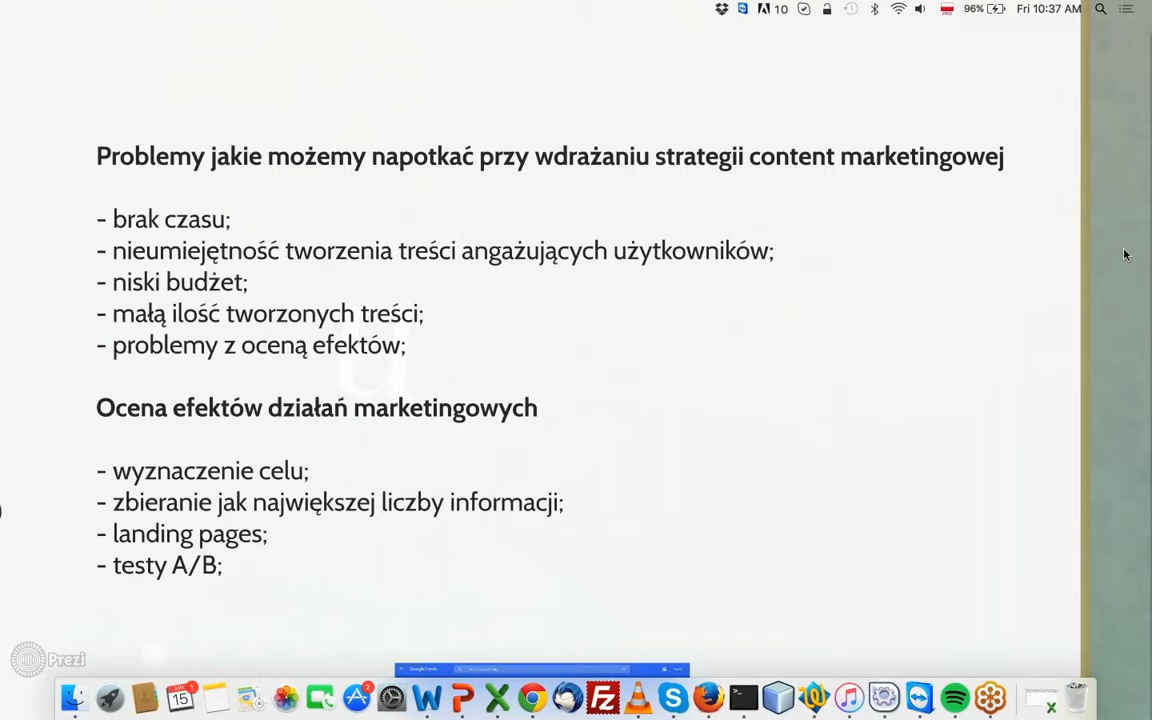 10 96% Fri 10:37 AM
Problemy jakie możemy napotkać przy wdrażaniu strategii content marketingowej
- brak czasu;
- nieumiejętność tworzenia treści angażujących użytkowników;
- niski budżet;
- małą ilość tworzonych treści;
- problemy z oceną efektów;
Ocena efektów działań marketingowych
- wyznaczenie celu;
- zbieranie jak największej liczby informacji;
- landing pages;
- testy A/B;
Prezi
15